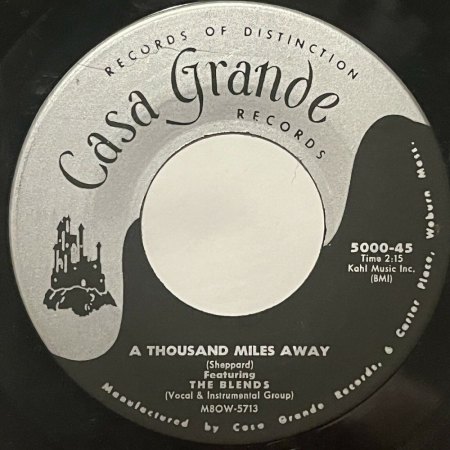 RECORDS OF DISTINCTION
Casa Grande
RECORDS
5000-45
Time 2:15
Kahl Music Inc.
(BMI)
A THOUSAND MILES AWAY
(Sheppard)
Featuring
THE BLENDS
(Vocal & Instrumental Group)
M8OW-5713
Manufactured by Casa Grande Records, 6 Carter Place, Woburn Mass.